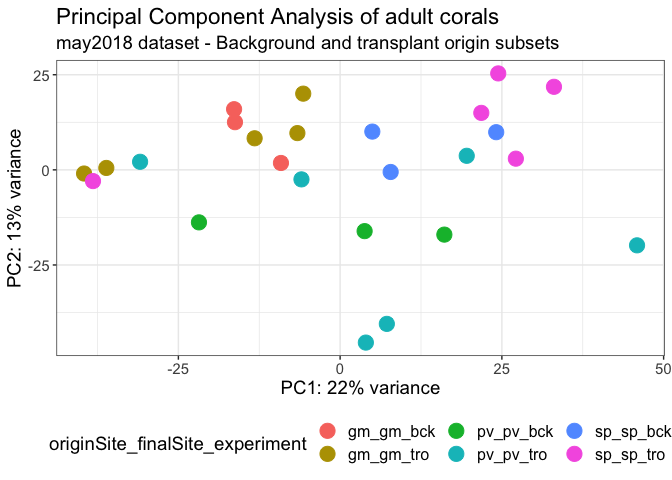 Principal Component Analysis of adult corals
may2018 dataset - Background and transplant origin subsets
25
0
-25
PC2: 13% variance
-25 0 25 50
PC1: 22% variance
originSite_finalSite_experiment
gm_gm_bck pv_pv_bck sp_sp_bck
gm_gm_tro pv_pv_tro sp_sp_tro